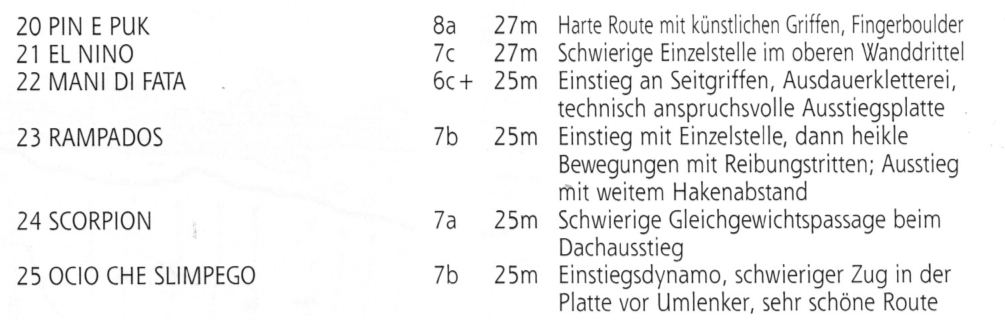 20 PIN E PUK 8a 27m Harte Route mit künstlichen Griffen, Fingerboulder
21 EL NINO 7c 27m Schwierige Einzelstelle im oberen Wanddrittel
22 MANI DI FATA 6c+ 25m Einstieg an Seitgriffen, Ausdauerkletterei,
technisch anspruchsvolle Ausstiegsplatte
23 RAMPADOS 7b 25m Einstieg mit Einzelstelle, dann heikle
Bewegungen mit Reibungstritten; Ausstieg
mit weitem Hakenabstand
24 SCORPION 7a 25m Schwierige Gleichgewichtspassage beim
Dachausstieg
25 OCIO CHE SLIMPEGO 7b 25m Einstiegsdynamo, schwieriger Zug in der
Platte vor Umlenker, sehr schöne Route